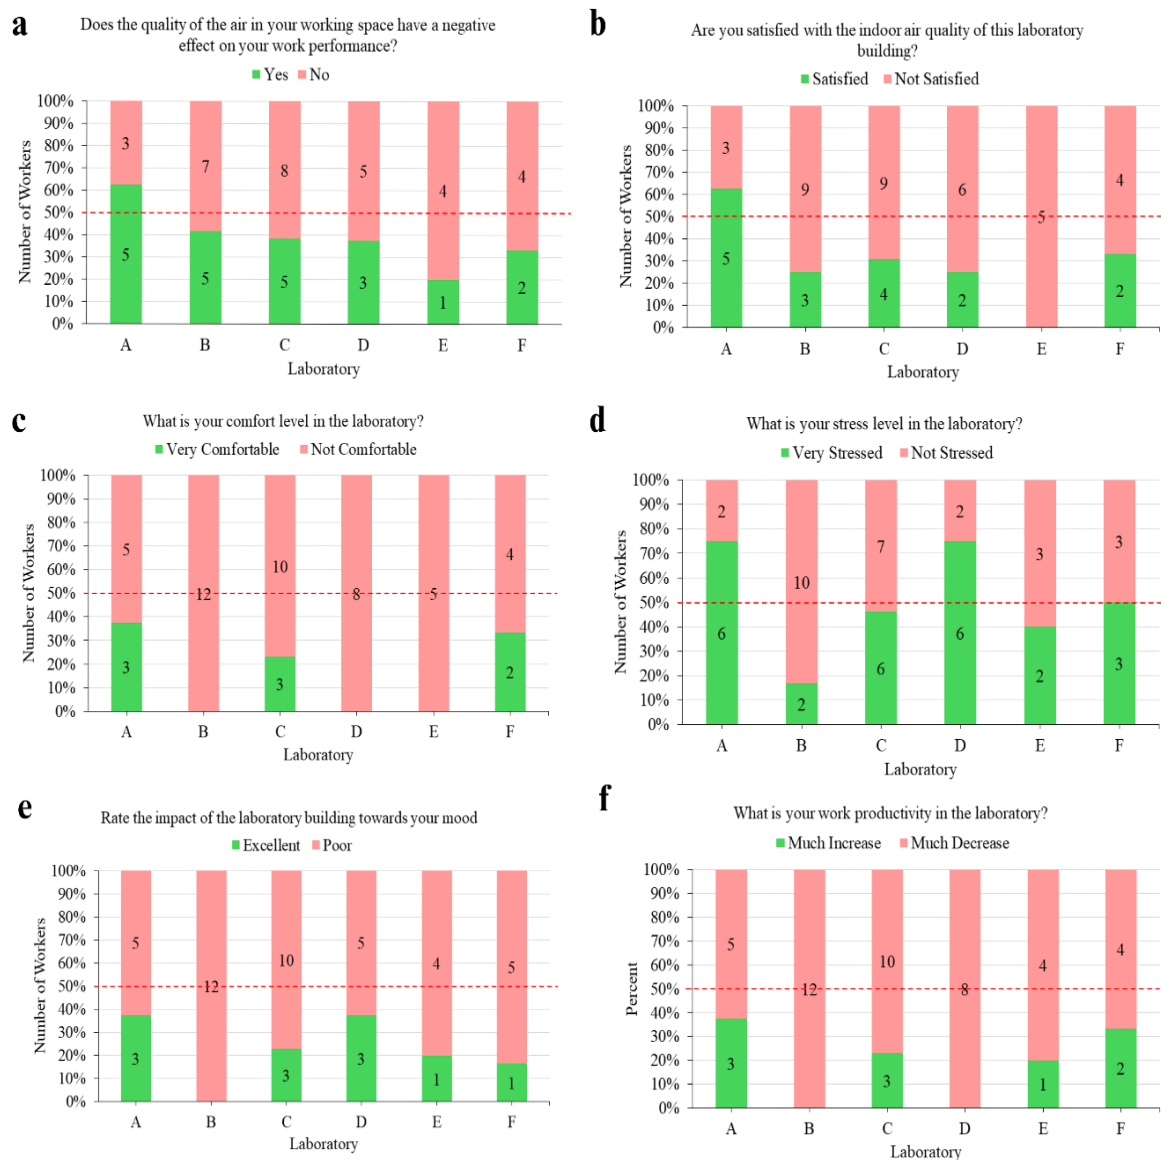 a
Does the quality of the air in your working space have a negative
effect on your work performance?
Yes No
100%
90%
80%
70%
60%
50%
40%
30%
20%
10%
0%
Number of Workers
3 7 8 5 4 4
5 5 5 3 1 2
A B C D E F
Laboratory
b
Are you satisfied with the indoor air quality of this laboratory
building?
Satisfied Not Satisfied
100%
90%
80%
70%
60%
50%
40%
30%
20%
10%
0%
Number of Workers
3 9 9 6 5 4
5 3 4 2 2
A B C D E F
Laboratory
c
What is your comfort level in the laboratory?
Very Comfortable Not Comfortable
100%
90%
80%
70%
60%
50%
40%
30%
20%
10%
0%
Number of Workers
5 12 10 8 5 4
3 3 2
A B C D E F
Laboratory
d
What is your stress level in the laboratory?
Very Stressed Not Stressed
100%
90%
80%
70%
60%
50%
40%
30%
20%
10%
0%
Number of Workers
2 10 7 2 3 3
6 2 6 6 2 3
A B C D E F
Laboratory
e
Rate the impact of the laboratory building towards your mood
Excellent Poor
100%
90%
80%
70%
60%
50%
40%
30%
20%
10%
0%
Number of Workers
5 12 10 5 4 5
3 3 3 1 1
A B C D E F
Laboratory
f
What is your work productivity in the laboratory?
Much Increase Much Decrease
100%
90%
80%
70%
60%
50%
40%
30%
20%
10%
0%
Percent
5 12 10 8 4 4
3 3 1 2
A B C D E F
Laboratory